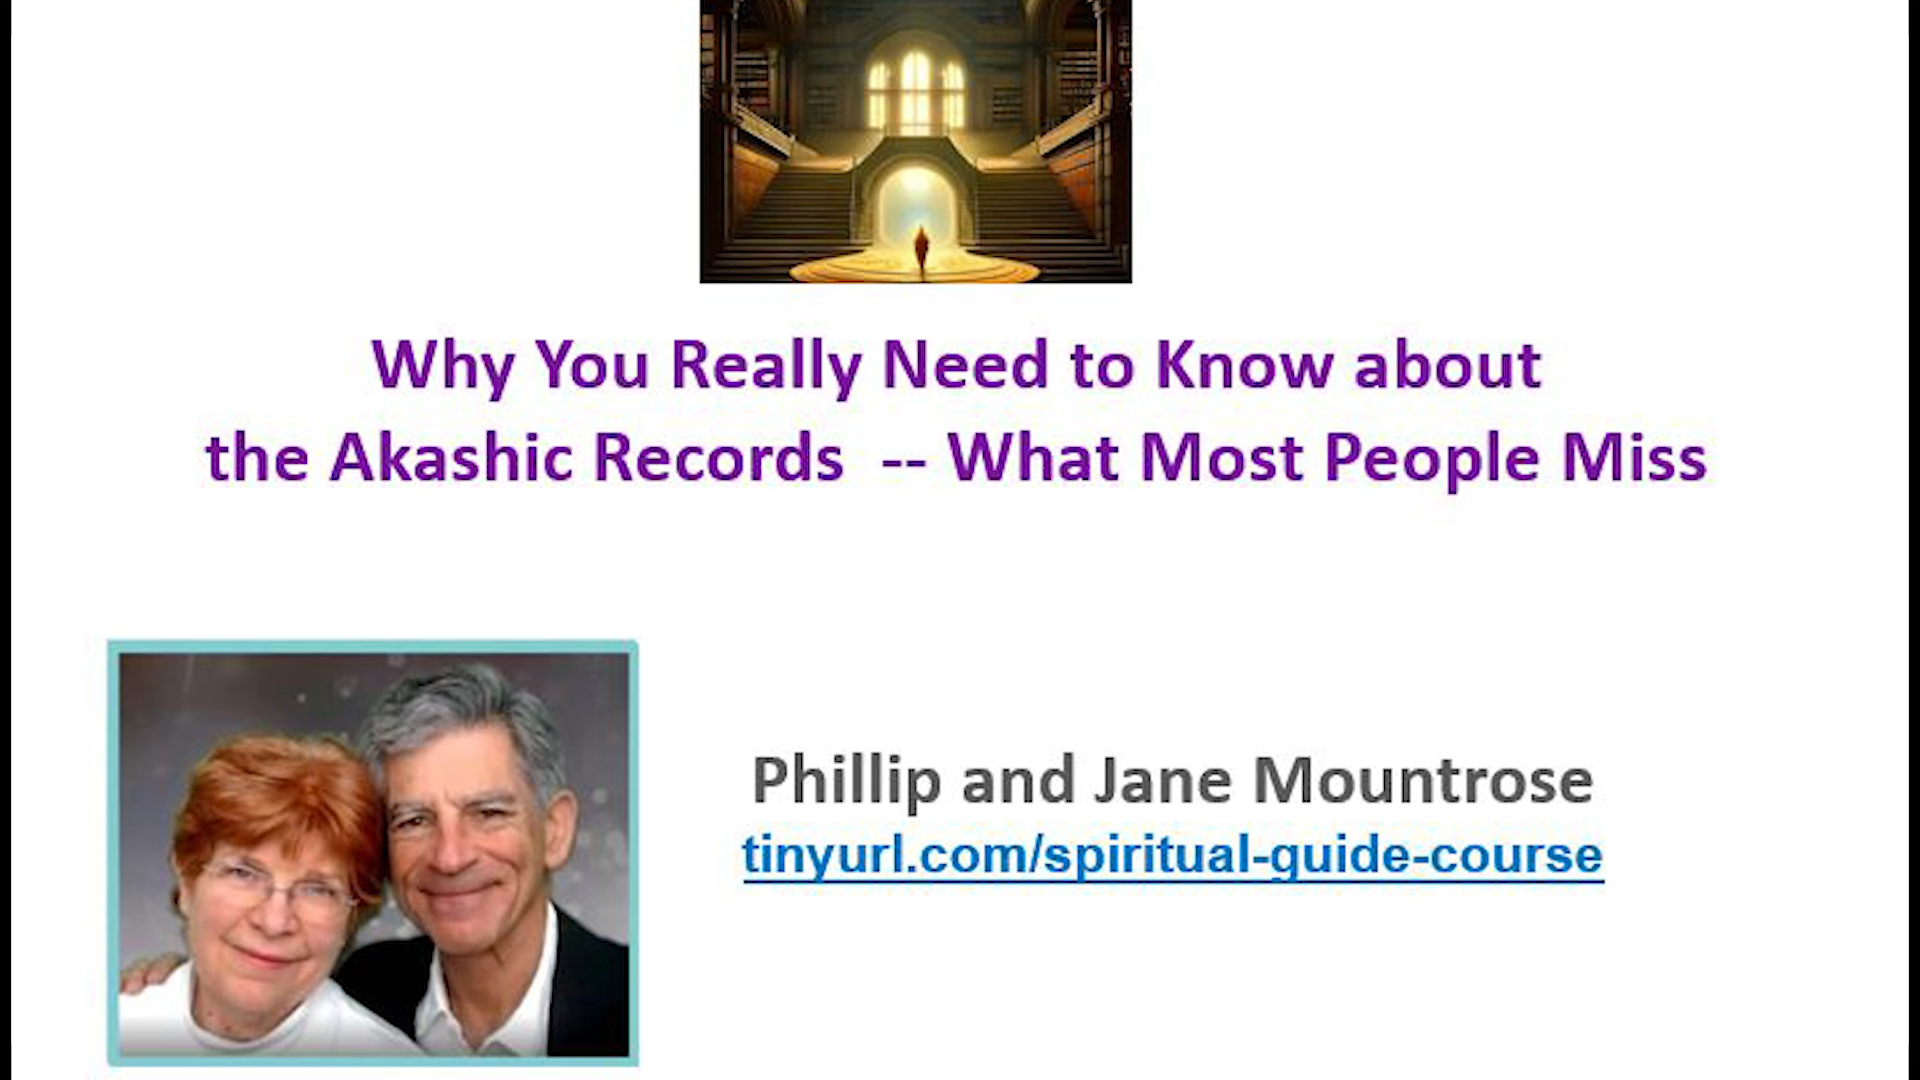 Why You Really Need to Know about
the Akashic Records -- What Most People Miss
Phillip and Jane Mountrose
tinyurl.com/spiritual-guide-course